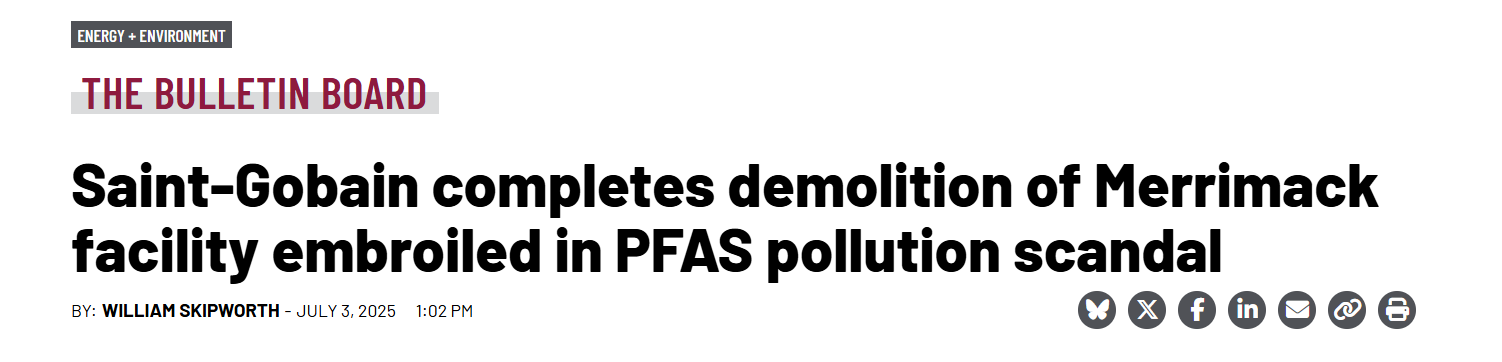 ENERGY + ENVIRONMENT
THE BULLETIN BOARD
Saint-Gobain completes demolition of Merrimack
facility embroiled in PFAS pollution scandal
BY: WILLIAM SKIPWORTH - JULY 3, 2025 1:02 PM